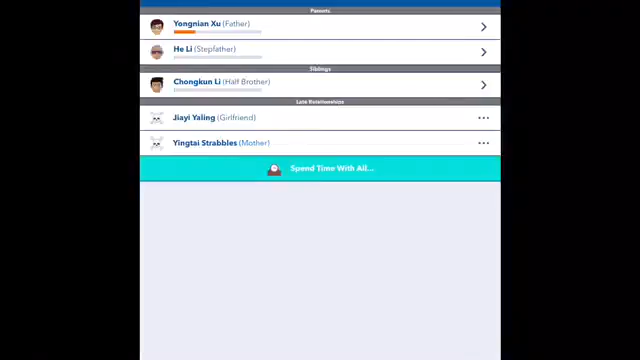 Parents
Yongnian Xu (Father)
He Li (Stepfather)
Siblings
Chongkun Li (Half Brother)
Late Relationships
Jiayi Yaling (Girlfriend)
Yingtai Strabbles (Mother)
Spend Time With All...